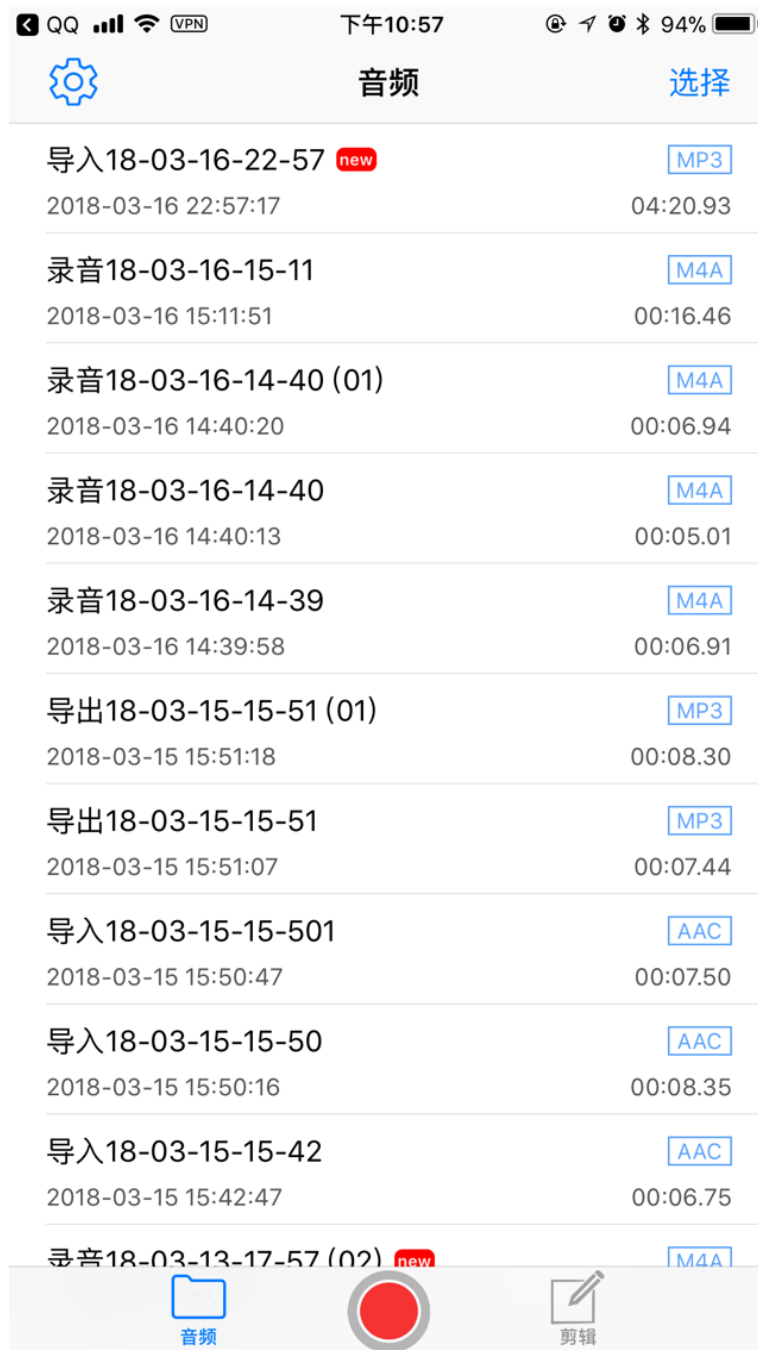 QQ VPN 下午10:57 94%
音频 选择
导入18-03-16-22-57 new MP3
2018-03-16 22:57:17 04:20.93
录音18-03-16-15-11 M4A
2018-03-16 15:11:51 00:16.46
录音18-03-16-14-40 (01) M4A
2018-03-16 14:40:20 00:06.94
录音18-03-16-14-40 M4A
2018-03-16 14:40:13 00:05.01
录音18-03-16-14-39 M4A
2018-03-16 14:39:58 00:06.91
导出18-03-15-15-51 (01) MP3
2018-03-15 15:51:18 00:08.30
导出18-03-15-15-51 MP3
2018-03-15 15:51:07 00:07.44
导入18-03-15-15-501 AAC
2018-03-15 15:50:47 00:07.50
导入18-03-15-15-50 AAC
2018-03-15 15:50:16 00:08.35
导入18-03-15-15-42 AAC
2018-03-15 15:42:47 00:06.75
录音18-03-13-17-57 (02) new M4A
音频 剪辑